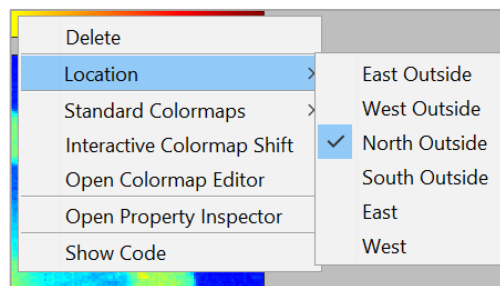 Delete
Location
Standard Colormaps
Interactive Colormap Shift
Open Colormap Editor
Open Property Inspector
Show Code
East Outside
West Outside
North Outside
South Outside
East
West